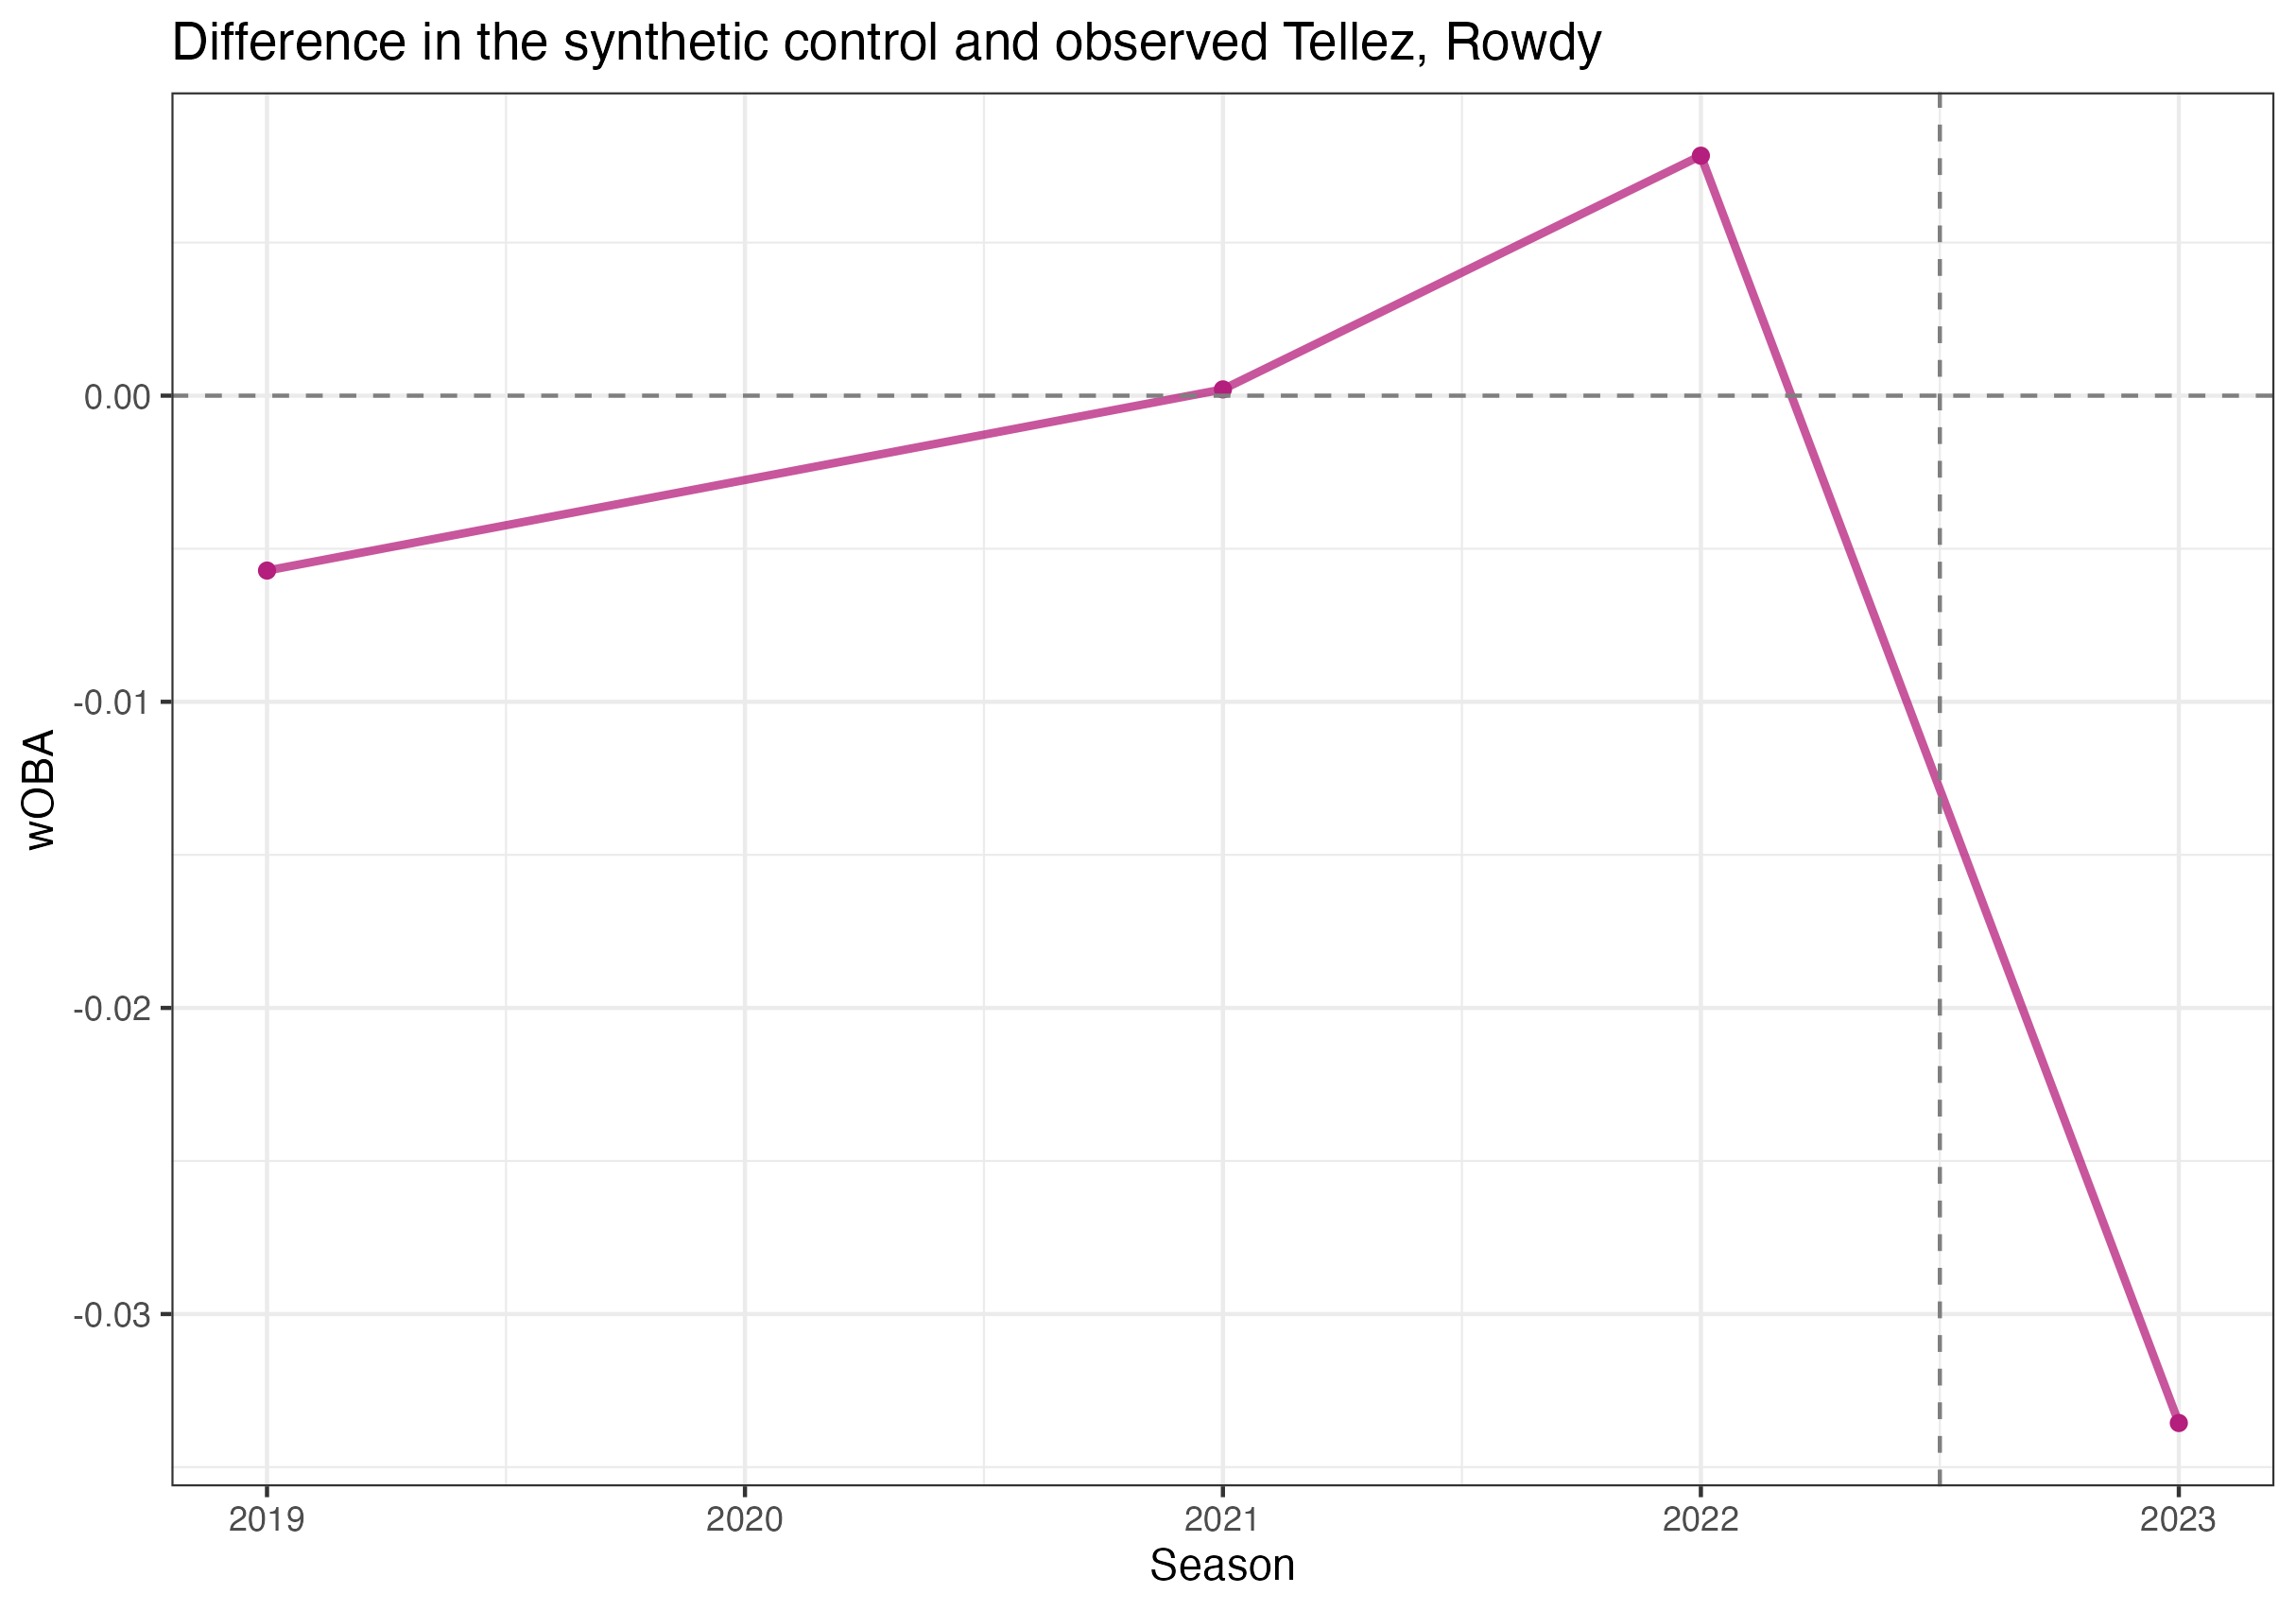 Difference in the synthetic control and observed Tellez, Rowdy
wOBA
0.00
-0.01
-0.02
-0.03
2019 2020 2021 2022 2023
Season